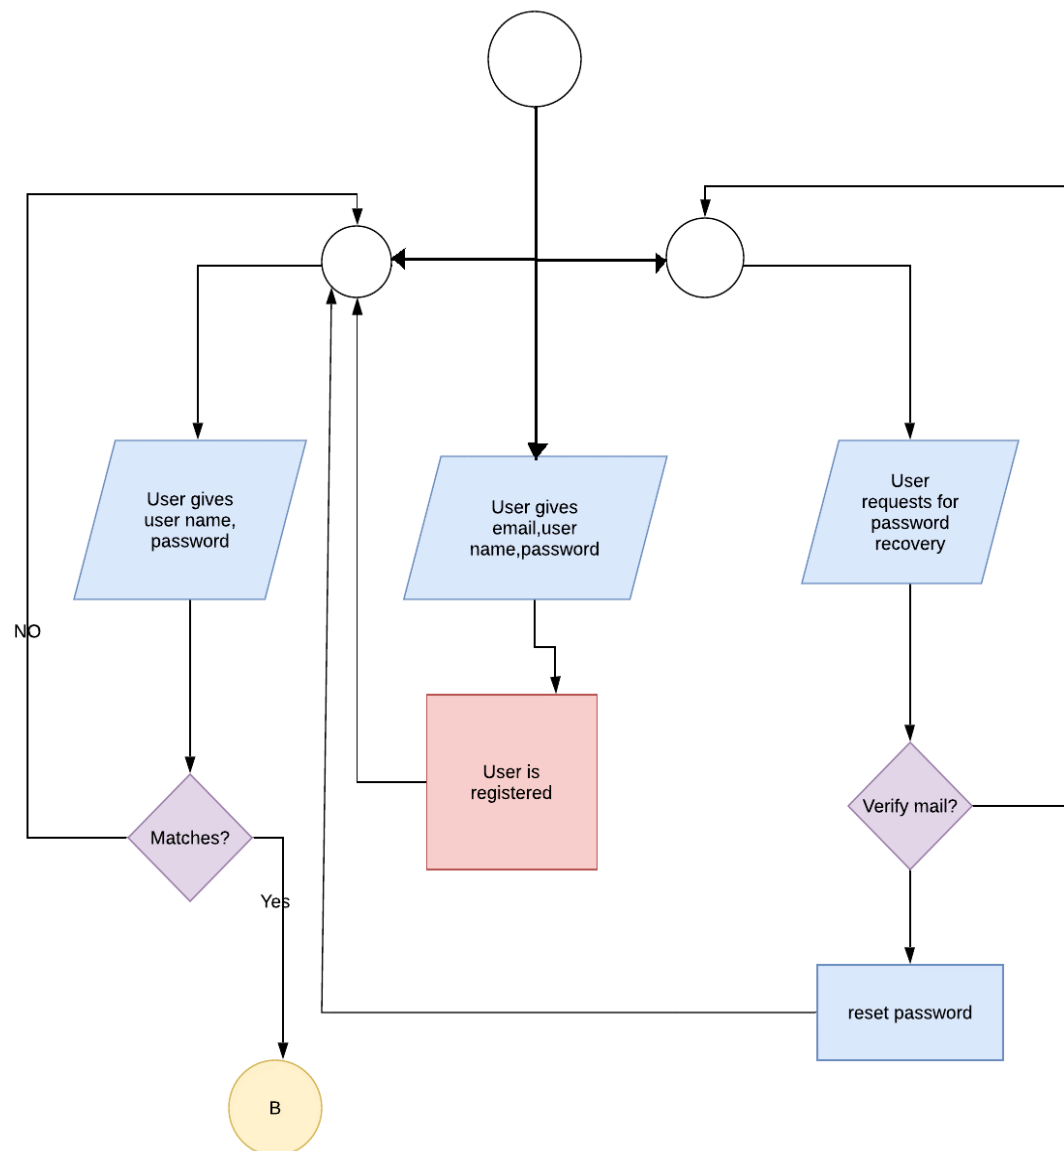 User gives
user name,
password
User gives
email,user
name,password
User
requests for
password
recovery
NO
User is
registered
Matches?
Verify mail?
Yes
reset password
B